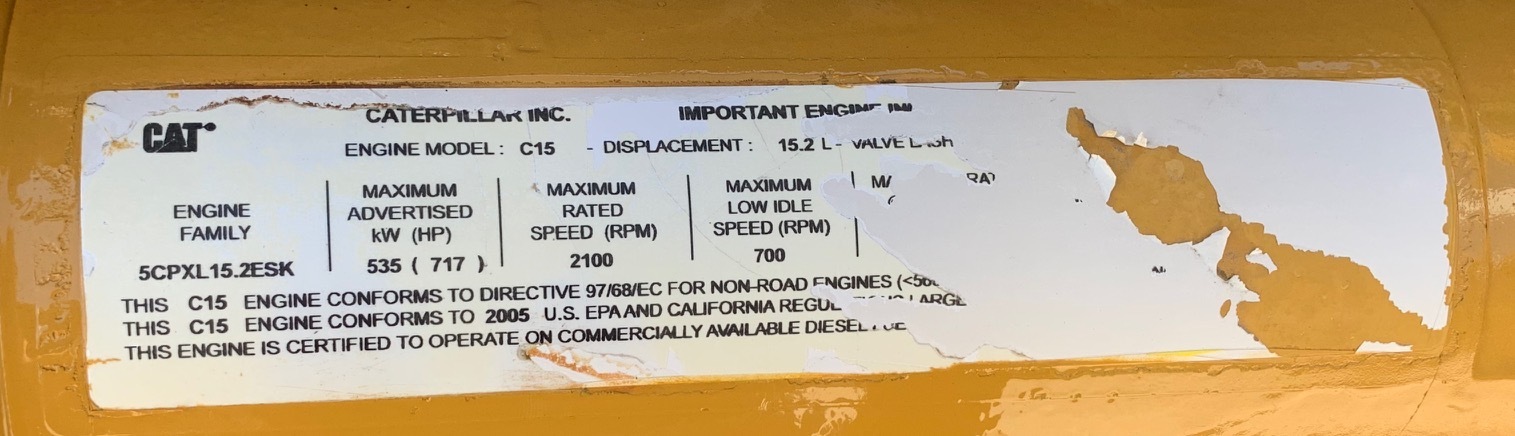 CAT
CATERPILLAR INC. IMPORTANT ENGINE
ENGINE MODEL : C15 - DISPLACEMENT : 15.2 L - VALVE
ENGINE FAMILY
MAXIMUM ADVERTISED kW (HP)
MAXIMUM RATED SPEED (RPM)
MAXIMUM LOW IDLE SPEED (RPM)
5CPXL15.2ESK 535 ( 717 ) 2100 700
THIS C15 ENGINE CONFORMS TO DIRECTIVE 97/68/EC FOR NON-ROAD ENGINES
THIS C15 ENGINE CONFORMS TO 2005 U.S. EPA AND CALIFORNIA
THIS ENGINE IS CERTIFIED TO OPERATE ON COMMERCIALLY AVAILABLE DIESEL